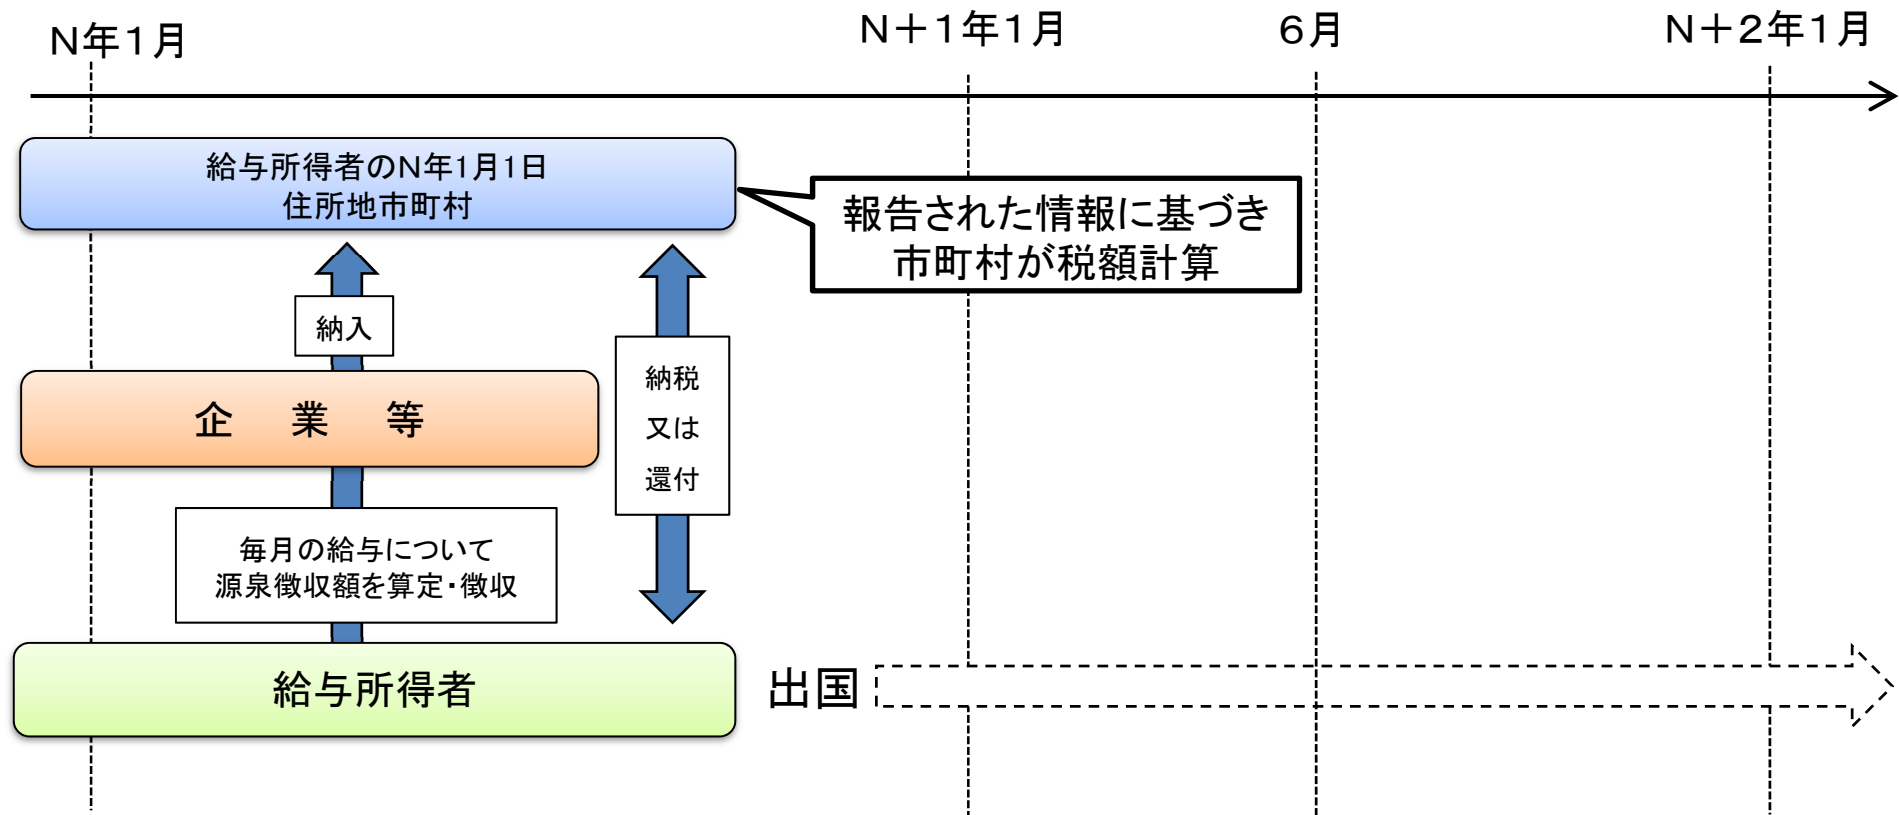 N年1月
N＋1年1月
6月
N＋2年1月
給与所得者のN年1月1日
住所地市町村
報告された情報に基づき
市町村が税額計算
納入
納税
又は
還付
企　業　等
毎月の給与について
源泉徴収額を算定・徴収
給与所得者
出国